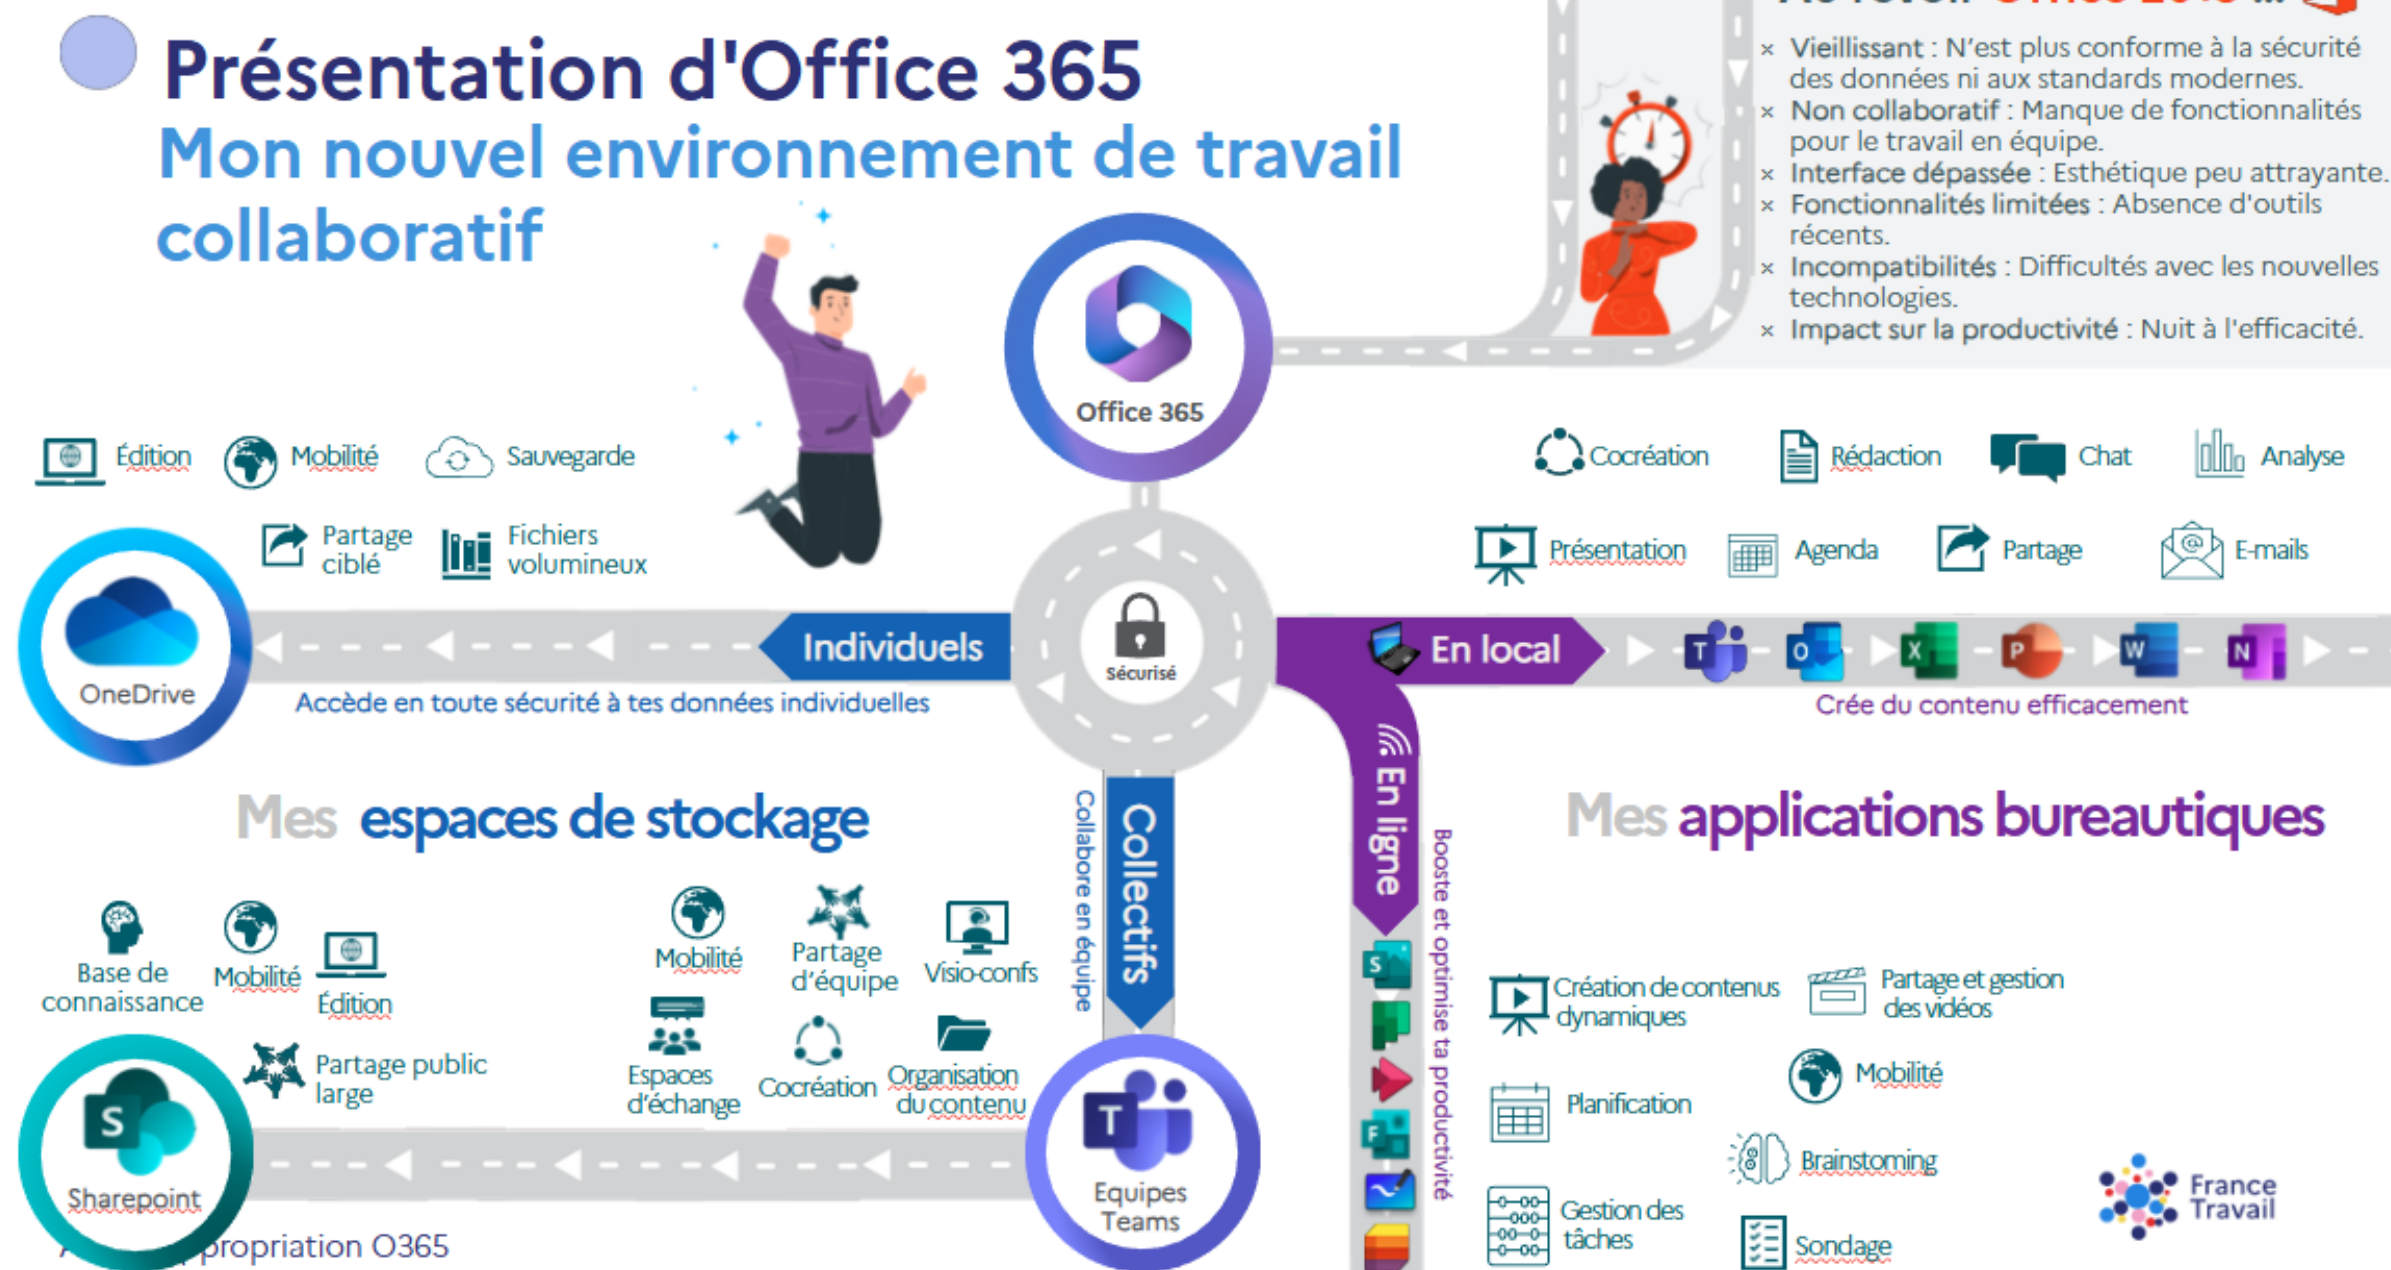 Présentation d'Office 365
Mon nouvel environnement de travail
collaboratif
× Vieillissant : N'est plus conforme à la sécurité
des données ni aux standards modernes.
× Non collaboratif : Manque de fonctionnalités
pour le travail en équipe.
× Interface dépassée : Esthétique peu attrayante.
× Fonctionnalités limitées : Absence d'outils
récents.
× Incompatibilités : Difficultés avec les nouvelles
technologies.
× Impact sur la productivité : Nuit à l'efficacité.
Office 365
Édition
Mobilité
Sauvegarde
Partage
ciblé
Fichiers
volumineux
Cocréation
Rédaction
Chat
Analyse
Présentation
Agenda
Partage
E-mails
OneDrive
Individuels
Accède en toute sécurité à tes données individuelles
Sécurisé
En local
T
O
X
P
W
N
Crée du contenu efficacement
En ligne
Booste et optimise ta productivité
Mes espaces de stockage
Collectifs
Collabore en équipe
Mes applications bureautiques
Base de
connaissance
Mobilité
Édition
Partage public
large
Mobilité
Partage
d'équipe
Visio-confs
Espaces
d'échange
Cocréation
Organisation
du contenu
S
F
Création de contenus
dynamiques
Partage et gestion
des vidéos
Planification
Mobilité
Brainstoming
Gestion des
tâches
Sondage
S
Sharepoint
T
Equipes
Teams
propriation O365
France
Travail